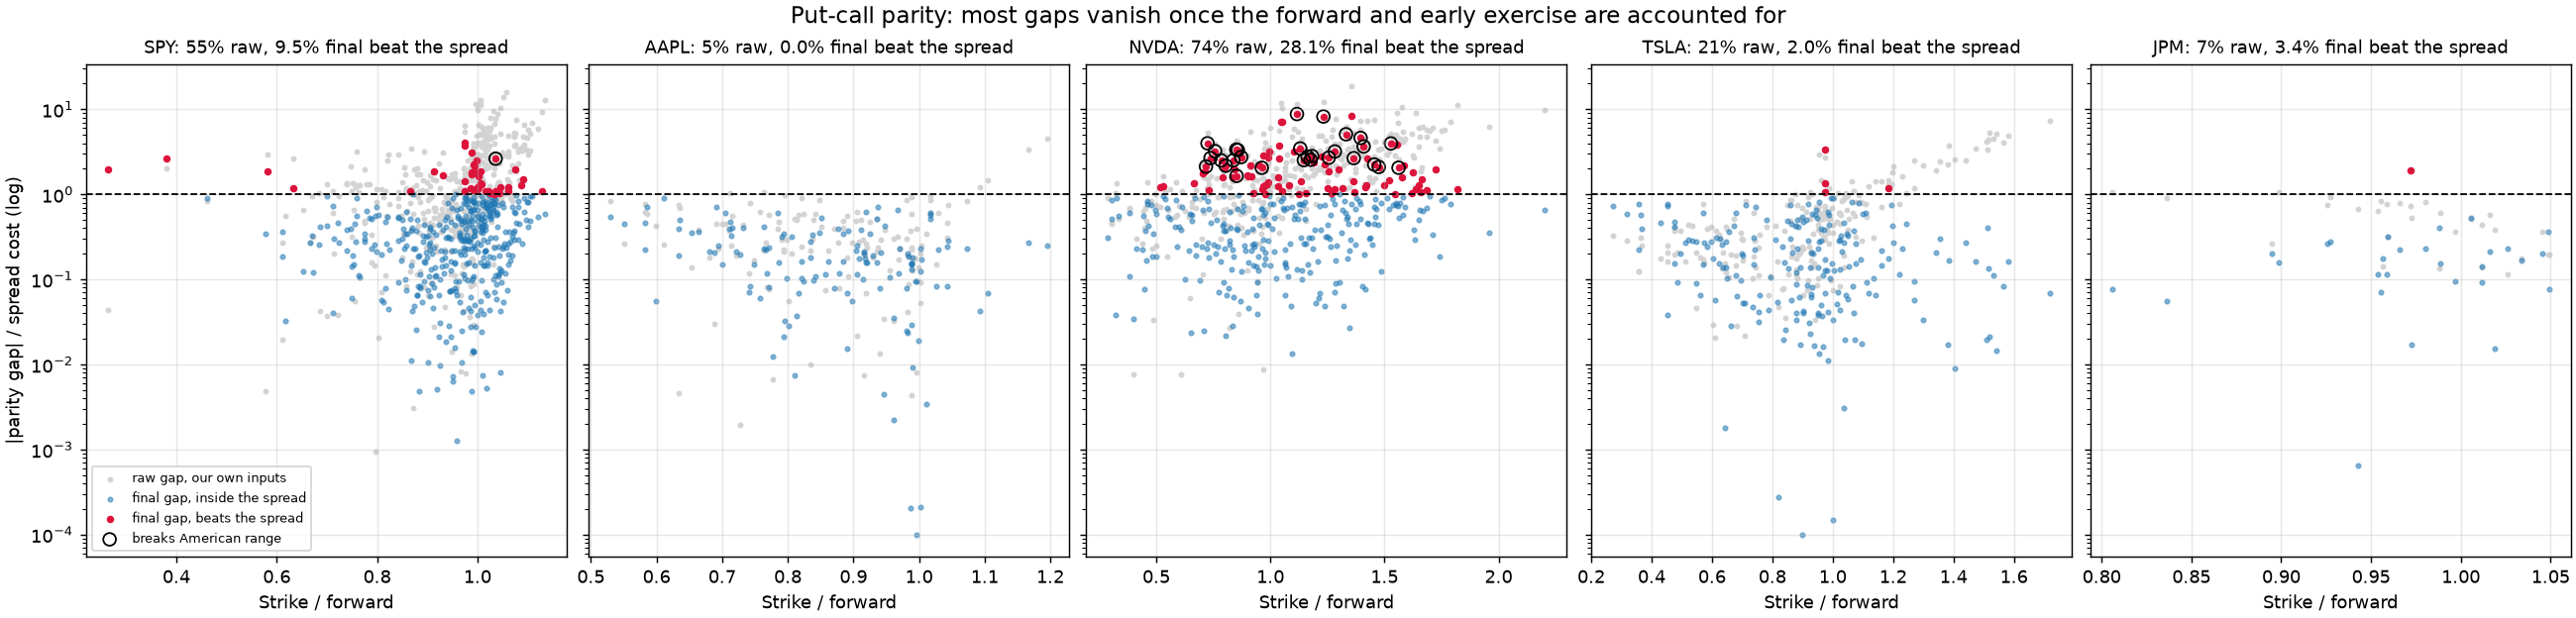 Put-call parity: most gaps vanish once the forward and early exercise are accounted for
SPY: 55% raw, 9.5% final beat the spread
AAPL: 5% raw, 0.0% final beat the spread
NVDA: 74% raw, 28.1% final beat the spread
TSLA: 21% raw, 2.0% final beat the spread
JPM: 7% raw, 3.4% final beat the spread
|parity gap| / spread cost (log)
10¹
10⁰
10⁻¹
10⁻²
10⁻³
10⁻⁴
raw gap, our own inputs
final gap, inside the spread
final gap, beats the spread
breaks American range
0.4 0.6 0.8 1.0
0.5 0.6 0.7 0.8 0.9 1.0 1.1 1.2
0.5 1.0 1.5 2.0
0.2 0.4 0.6 0.8 1.0 1.2 1.4 1.6
0.80 0.85 0.90 0.95 1.00 1.05
Strike / forward
Strike / forward
Strike / forward
Strike / forward
Strike / forward